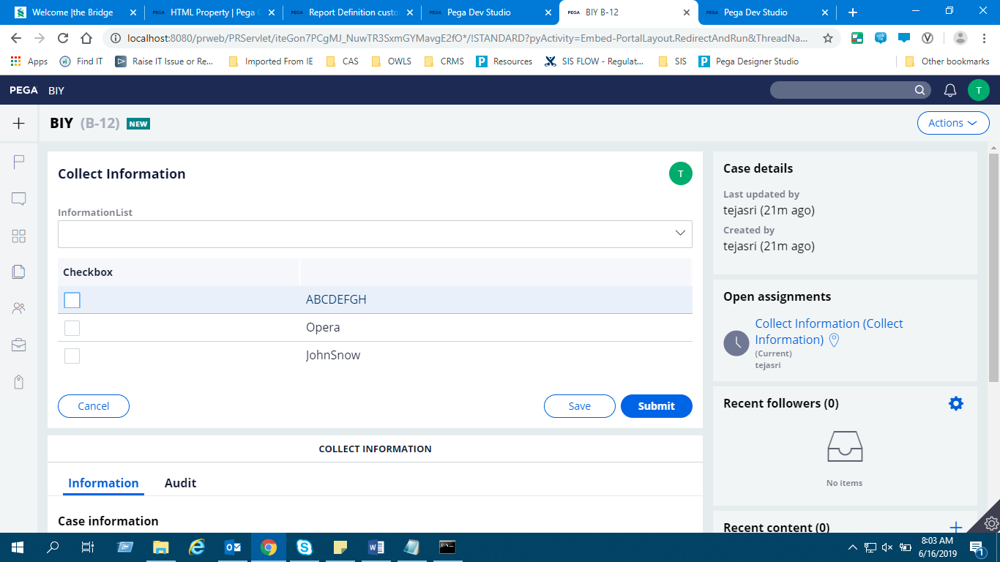 Welcome |the Bridge
PEGA HTML Property | Pega C
PEGA Report Definition custo
PEGA Pega Dev Studio
PEGA BIY B-12
PEGA Pega Dev Studio
localhost:8080/prweb/PRServlet/iteGon7PCgMJ_NuwTR3SxmGYMavgE2fO*/!STANDARD?pyActivity=Embed-PortalLayout.RedirectAndRun&ThreadNa...
Apps Find IT Raise IT Issue or Re... Imported From IE CAS OWLS CRMS Resources SIS FLOW - Regulat... SIS Pega Designer Studio Other bookmarks
PEGA BIY T
BIY (B-12) NEW Actions
Collect Information T
InformationList
Checkbox
ABCDEFGH
Opera
JohnSnow
Cancel Save Submit
COLLECT INFORMATION
Information Audit
Case information
Case details
Last updated by
tejasri (21m ago)
Created by
tejasri (21m ago)
Open assignments
Collect Information (Collect
Information)
(Current)
tejasri
Recent followers (0)
No items
Recent content (0)
8:03 AM
6/16/2019
1